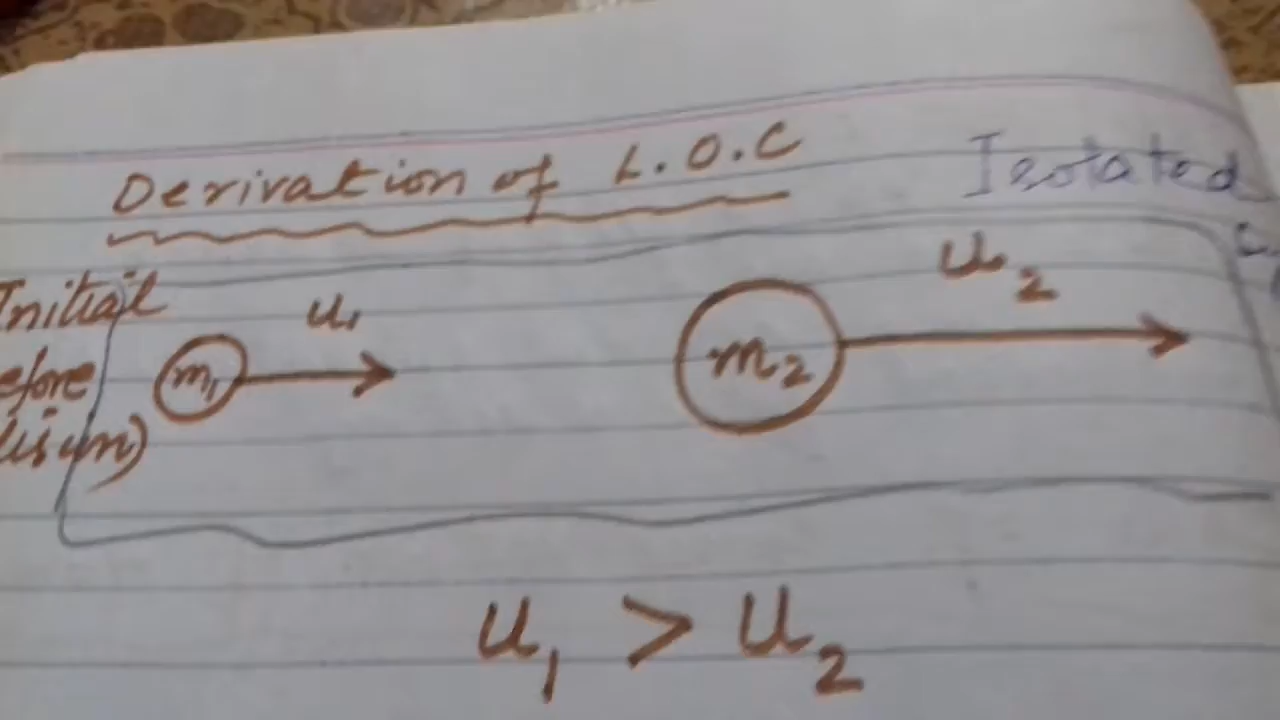 Derivation of L.O.C
Isolated
Initial
u1
u2
m1
m2
u1 > u2